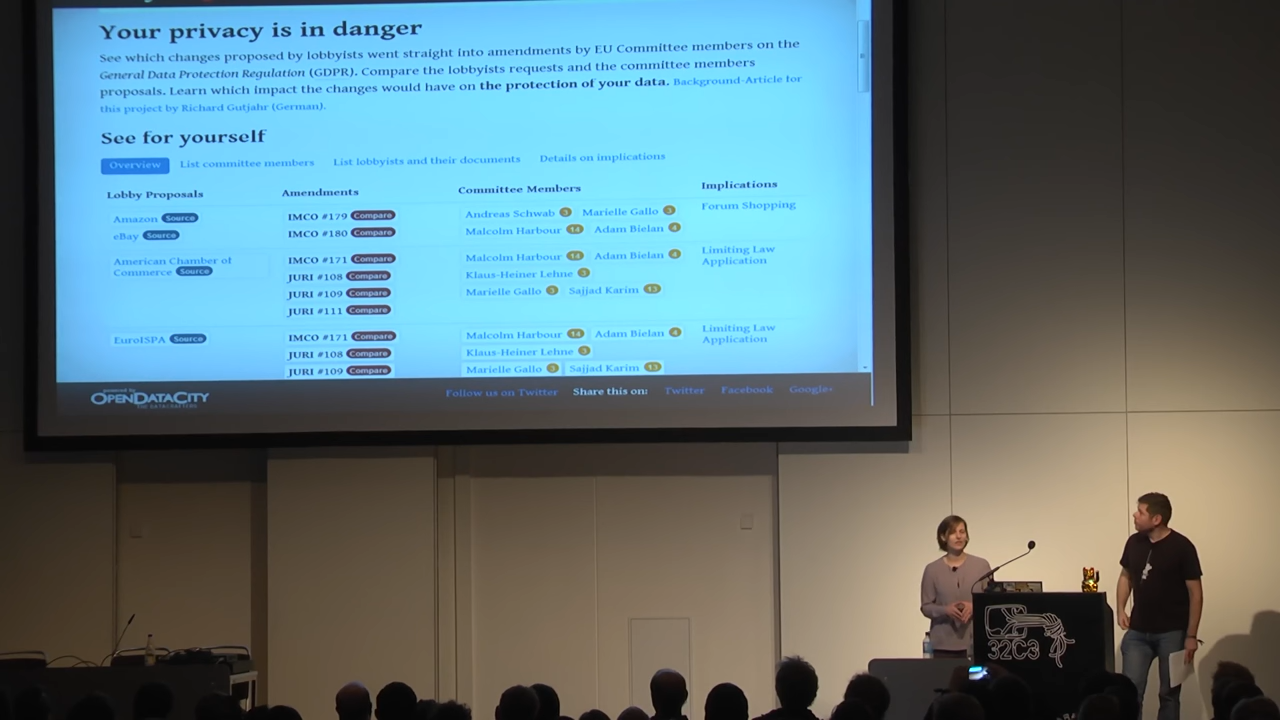 Your privacy is in danger
See which changes proposed by lobbyists went straight into amendments by EU Committee members on the
General Data Protection Regulation (GDPR). Compare the lobbyists requests and the committee members
proposals. Learn which impact the changes would have on the protection of your data. Background-Article for
this project by Richard Gutjahr (German).
See for yourself
Overview List committee members List lobbyists and their documents Details on implications
Lobby Proposals Amendments Committee Members Implications
Amazon Source IMCO #179 Compare Andreas Schwab 3 Marielle Gallo 3 Forum Shopping
eBay Source IMCO #180 Compare Malcolm Harbour 14 Adam Bielan 4
American Chamber of IMCO #171 Compare Malcolm Harbour 14 Adam Bielan 4 Limiting Law
Commerce Source JURI #108 Compare Klaus-Heiner Lehne 3 Application
JURI #109 Compare Marielle Gallo 3 Sajjad Karim 13
JURI #111 Compare
EuroISPA Source IMCO #171 Compare Malcolm Harbour 14 Adam Bielan 4 Limiting Law
JURI #108 Compare Klaus-Heiner Lehne 3 Application
JURI #109 Compare Marielle Gallo 3 Sajjad Karim 13
powered by
OPENDATACITY
THE DATACRAFTERS
Follow us on Twitter Share this on: Twitter Facebook Google+
32C3